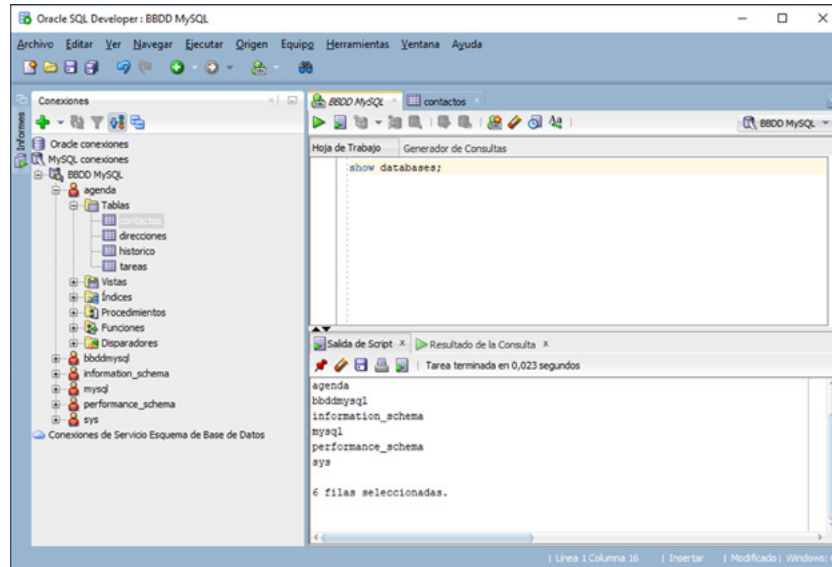 Oracle SQL Developer : BBDD MySQL
Archivo Editar Ver Navegar Ejecutar Origen Equipo Herramientas Ventana Ayuda
Informes
Conexiones
Oracle conexiones
MySQL conexiones
BBDD MySQL
agenda
Tablas
contactos
direcciones
historico
tareas
Vistas
Índices
Procedimientos
Funciones
Disparadores
bbddmysql
information_schema
mysql
performance_schema
sys
Conexiones de Servicio Esquema de Base de Datos
BBDD MySQL contactos
BBDD MySQL
Hoja de Trabajo Generador de Consultas
show databases;
Salida de Script Resultado de la Consulta
Tarea terminada en 0,023 segundos
agenda
bbddmysql
information_schema
mysql
performance_schema
sys
6 filas seleccionadas.
| Línea 1 Columna 16 | Insertar | Modificado | Windows: